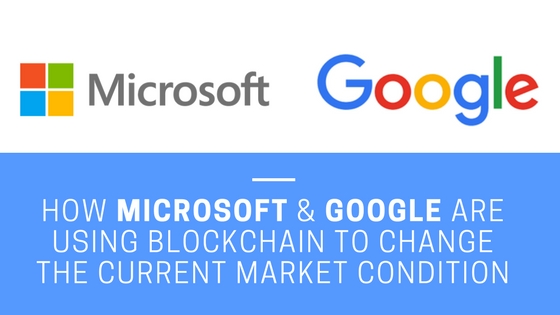 Microsoft Google
HOW MICROSOFT & GOOGLE ARE
USING BLOCKCHAIN TO CHANGE
THE CURRENT MARKET CONDITION